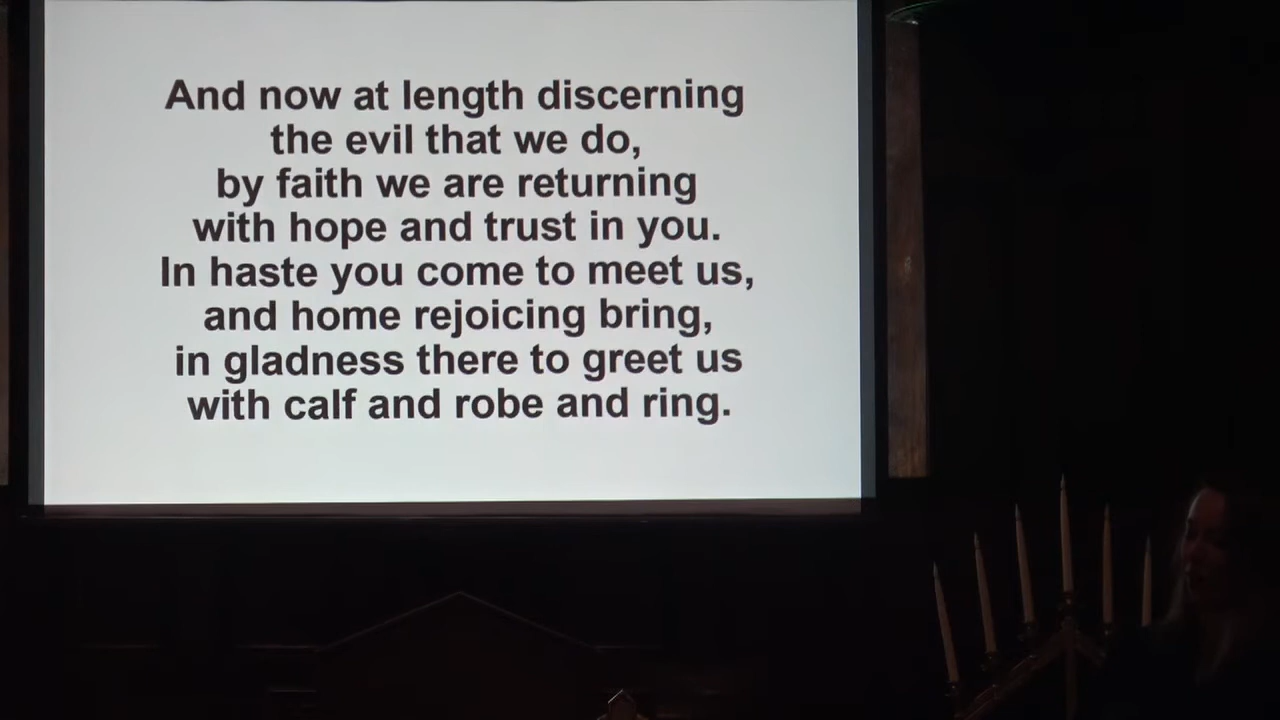 And now at length discerning
the evil that we do,
by faith we are returning
with hope and trust in you.
In haste you come to meet us,
and home rejoicing bring,
in gladness there to greet us
with calf and robe and ring.